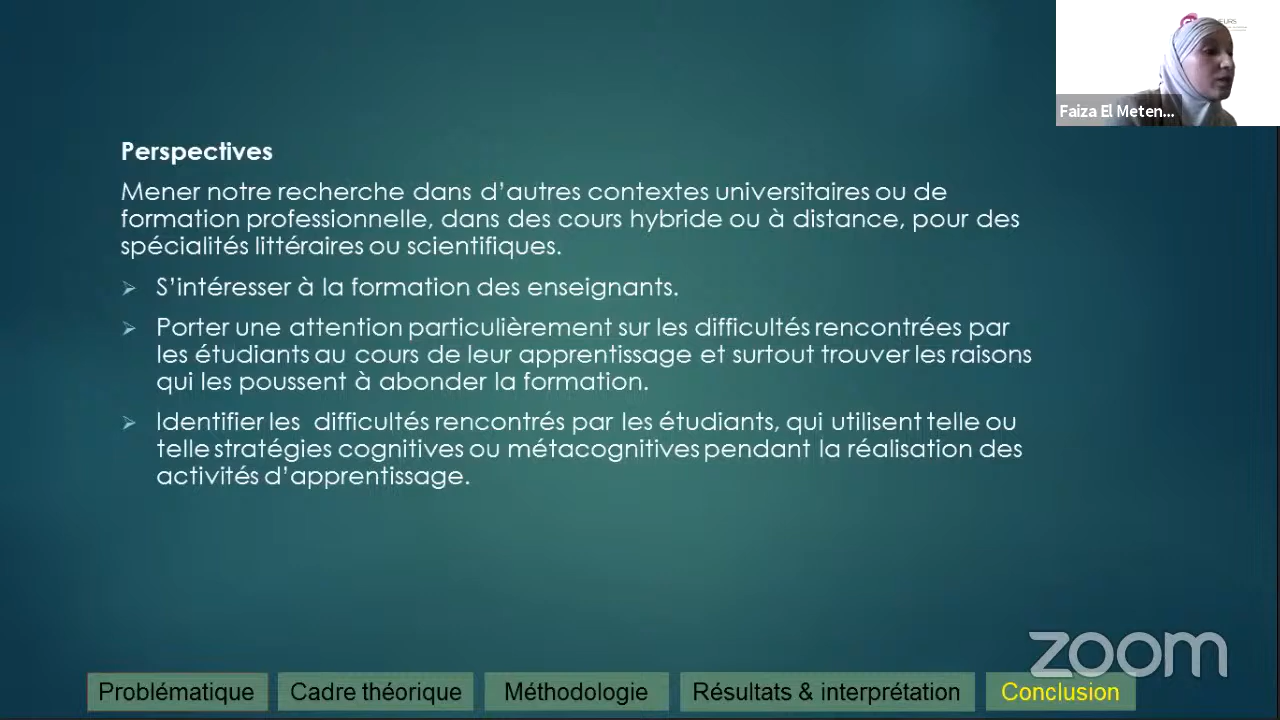 Faiza El Meten...
Perspectives
Mener notre recherche dans d’autres contextes universitaires ou de
formation professionnelle, dans des cours hybride ou à distance, pour des
spécialités littéraires ou scientifiques.
S’intéresser à la formation des enseignants.
Porter une attention particulièrement sur les difficultés rencontrées par
les étudiants au cours de leur apprentissage et surtout trouver les raisons
qui les poussent à abonder la formation.
Identifier les difficultés rencontrés par les étudiants, qui utilisent telle ou
telle stratégies cognitives ou métacognitives pendant la réalisation des
activités d’apprentissage.
zoom
Problématique
Cadre théorique
Méthodologie
Résultats & interprétation
Conclusion